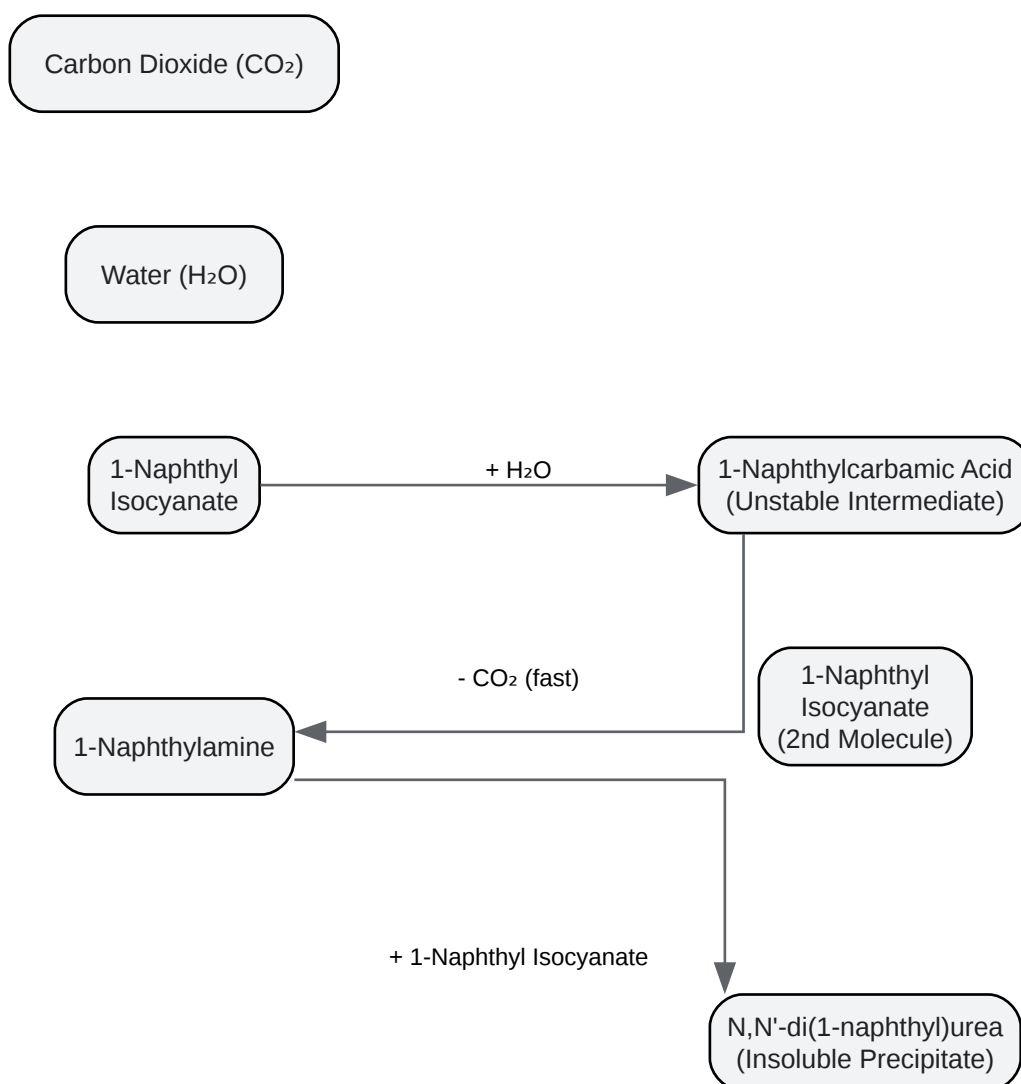 Carbon Dioxide (CO₂)
Water (H₂O)
1-Naphthyl
Isocyanate
+ H₂O
1-Naphthylcarbamic Acid
(Unstable Intermediate)
- CO₂ (fast)
1-Naphthyl
Isocyanate
(2nd Molecule)
1-Naphthylamine
+ 1-Naphthyl Isocyanate
N,N'-di(1-naphthyl)urea
(Insoluble Precipitate)